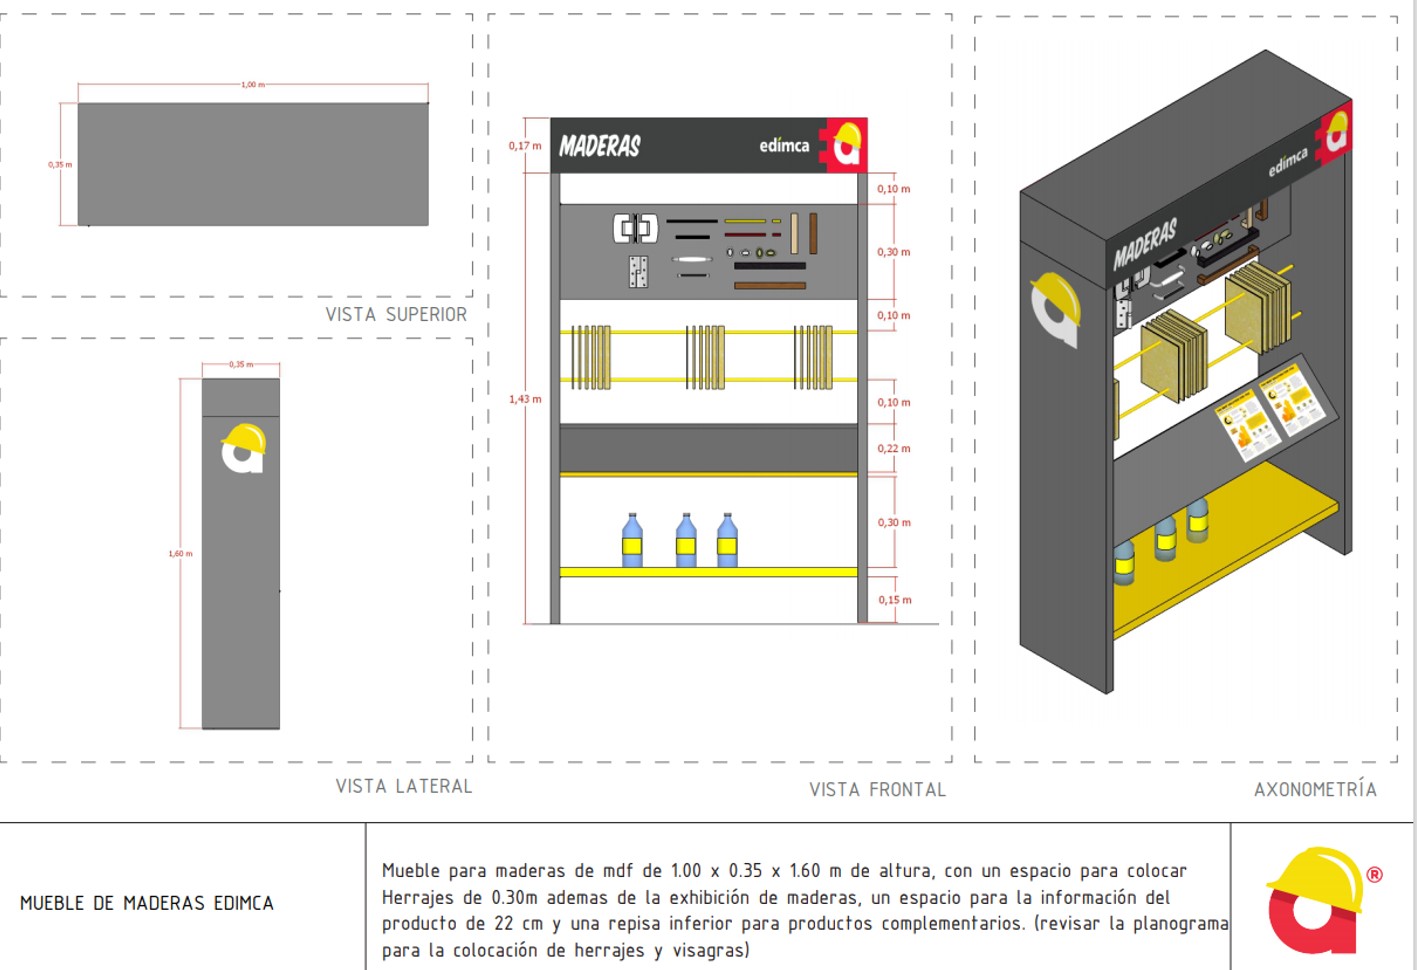 1,00 m
0,35 m
VISTA SUPERIOR
0,35 m
1,60 m
VISTA LATERAL
MADERAS
edimca
a
0,17 m
1,43 m
0,10 m
0,30 m
0,10 m
0,10 m
0,22 m
0,30 m
0,15 m
VISTA FRONTAL
MADERAS
edimca
AXONOMETRÍA
MUEBLE DE MADERAS EDIMCA
Mueble para maderas de mdf de 1.00 x 0.35 x 1.60 m de altura, con un espacio para colocar
Herrajes de 0.30m ademas de la exhibición de maderas, un espacio para la información del
producto de 22 cm y una repisa inferior para productos complementarios. (revisar la planograma
para la colocación de herrajes y visagras)
a®